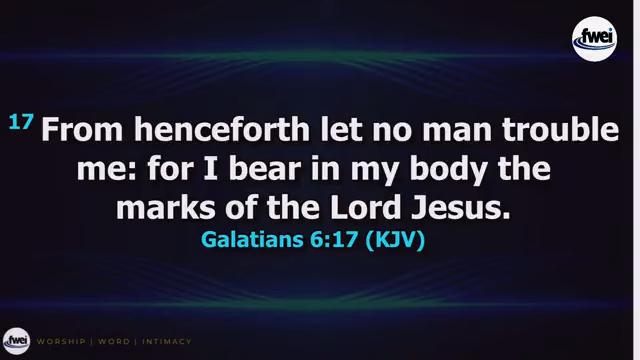 fwei
17 From henceforth let no man trouble
me: for I bear in my body the
marks of the Lord Jesus.
Galatians 6:17 (KJV)
fwei WORSHIP | WORD | INTIMACY